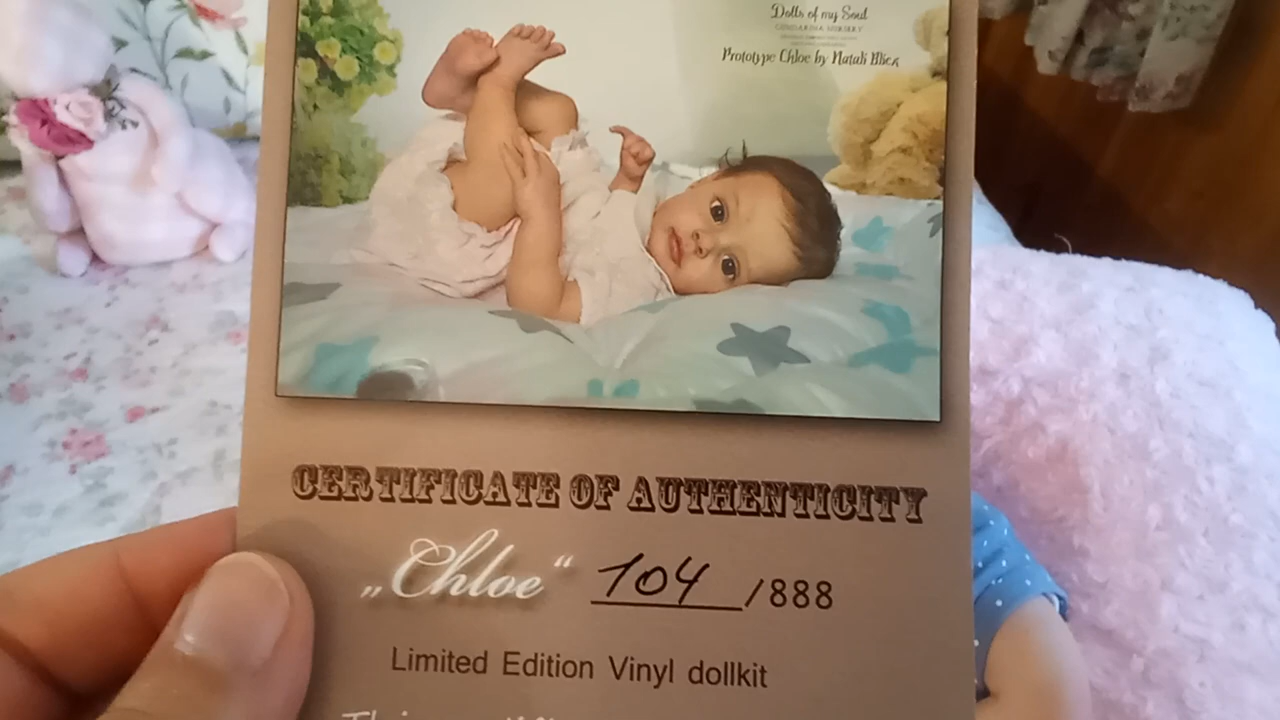 Dolls of my Soul
Prototype Chloe by Natali Blick
CERTIFICATE OF AUTHENTICITY
„Chloe“ 104/888
Limited Edition Vinyl dollkit